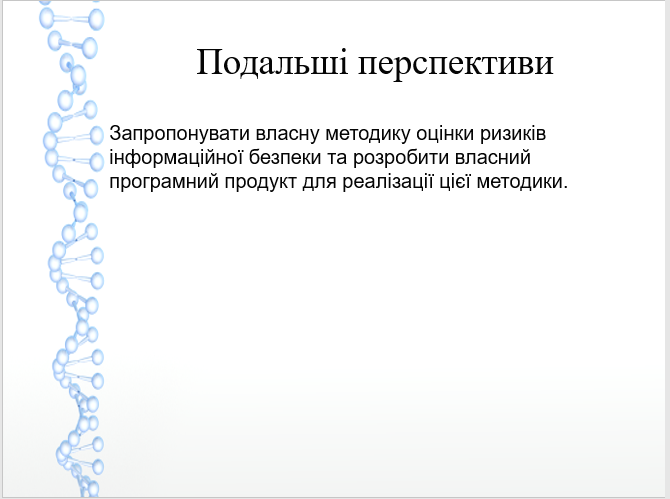 Подальші перспективи
Запропонувати власну методику оцінки ризиків
інформаційної безпеки та розробити власний
програмний продукт для реалізації цієї методики.